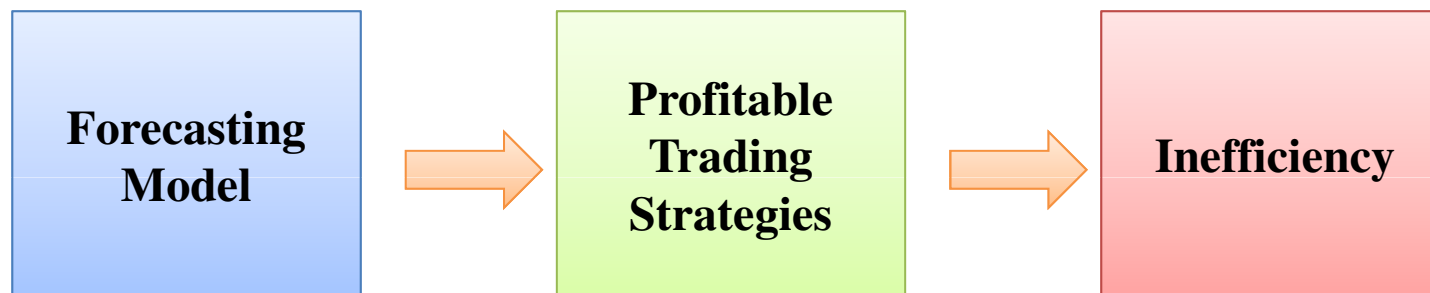 Forecasting
Model
Profitable
Trading
Strategies
Inefficiency